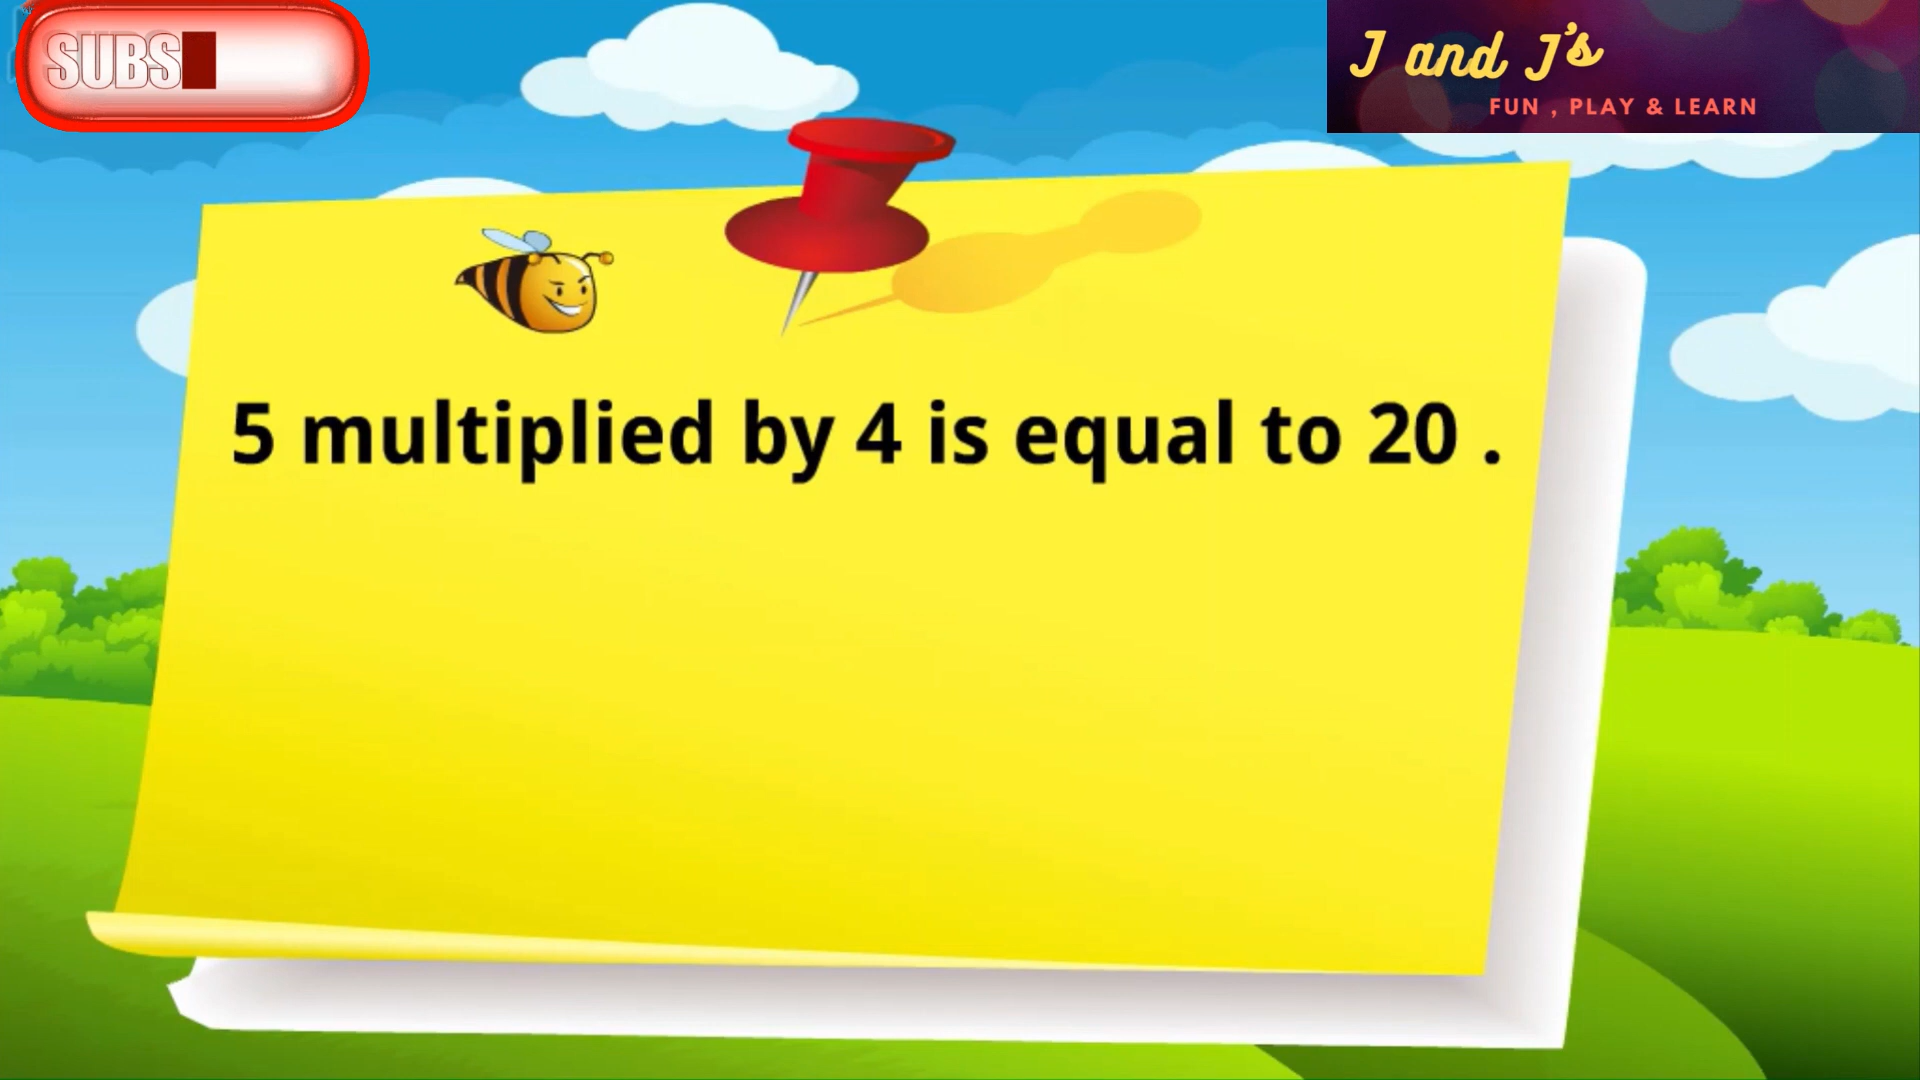 SUBS
J and J's
FUN , PLAY & LEARN
5 multiplied by 4 is equal to 20 .